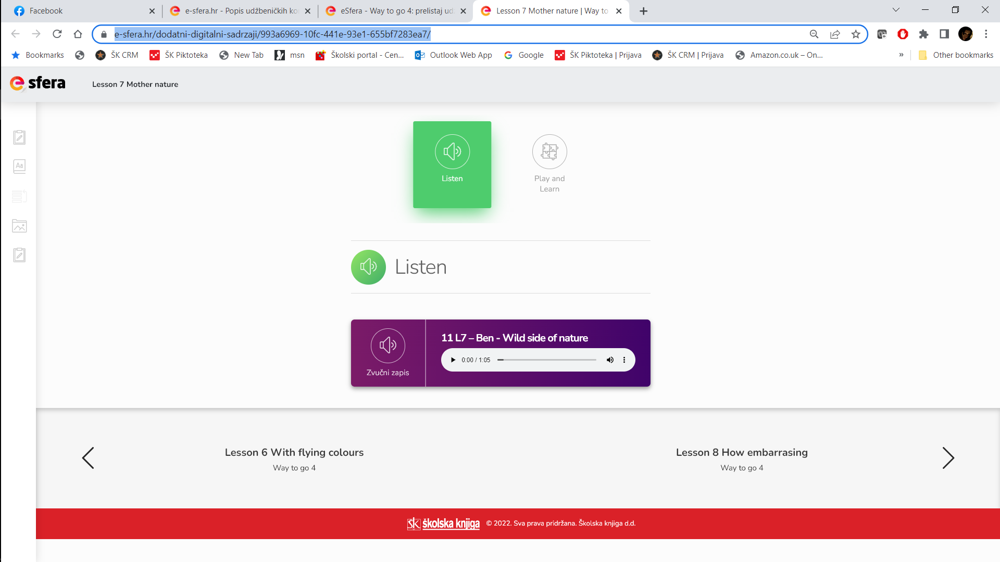 Facebook
e-sfera.hr - Popis udžbeničkih ko
eSfera - Way to go 4: prelistaj ud
Lesson 7 Mother nature | Way to
e-sfera.hr/dodatni-digitalni-sadrzaji/993a6969-10fc-441e-93e1-655bf7283ea7/
Bookmarks
ŠK CRM
ŠK Piktoteka
New Tab
msn
Školski portal - Cen...
Outlook Web App
Google
ŠK Piktoteka | Prijava
ŠK CRM | Prijava
Amazon.co.uk – On...
»
Other bookmarks
e sfera
Lesson 7 Mother nature
Aa
Listen
Play and
Learn
Listen
11 L7 – Ben - Wild side of nature
0:00 / 1:05
Zvučni zapis
Lesson 6 With flying colours
Way to go 4
Lesson 8 How embarrasing
Way to go 4
ŠK školska knjiga © 2022. Sva prava pridržana. Školska knjiga d.d.